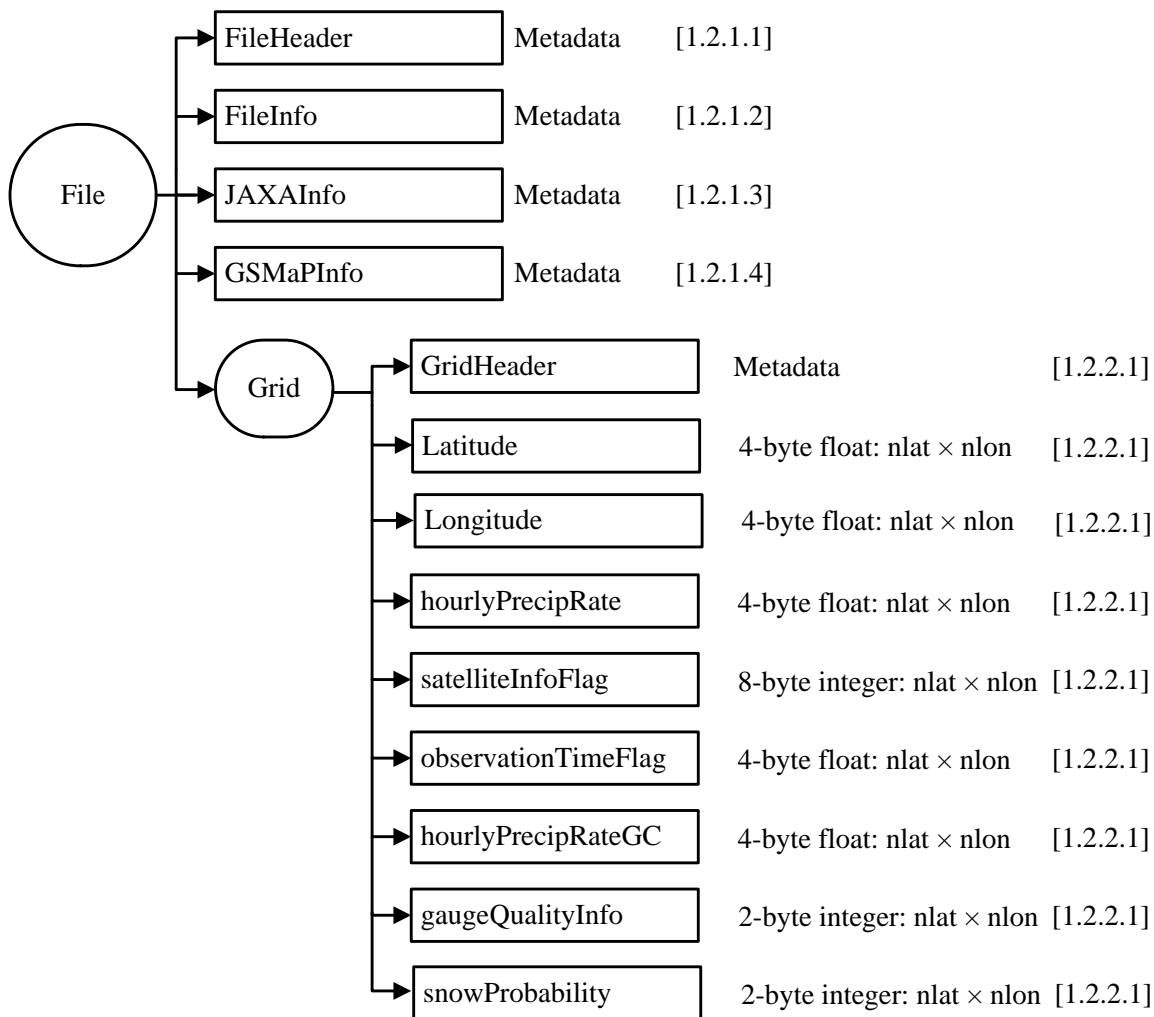 FileHeader Metadata [1.2.1.1]
FileInfo Metadata [1.2.1.2]
File
JAXAInfo Metadata [1.2.1.3]
GSMaPInfo Metadata [1.2.1.4]
Grid
GridHeader Metadata [1.2.2.1]
Latitude 4-byte float: nlat × nlon [1.2.2.1]
Longitude 4-byte float: nlat × nlon [1.2.2.1]
hourlyPrecipRate 4-byte float: nlat × nlon [1.2.2.1]
satelliteInfoFlag 8-byte integer: nlat × nlon [1.2.2.1]
observationTimeFlag 4-byte float: nlat × nlon [1.2.2.1]
hourlyPrecipRateGC 4-byte float: nlat × nlon [1.2.2.1]
gaugeQualityInfo 2-byte integer: nlat × nlon [1.2.2.1]
snowProbability 2-byte integer: nlat × nlon [1.2.2.1]